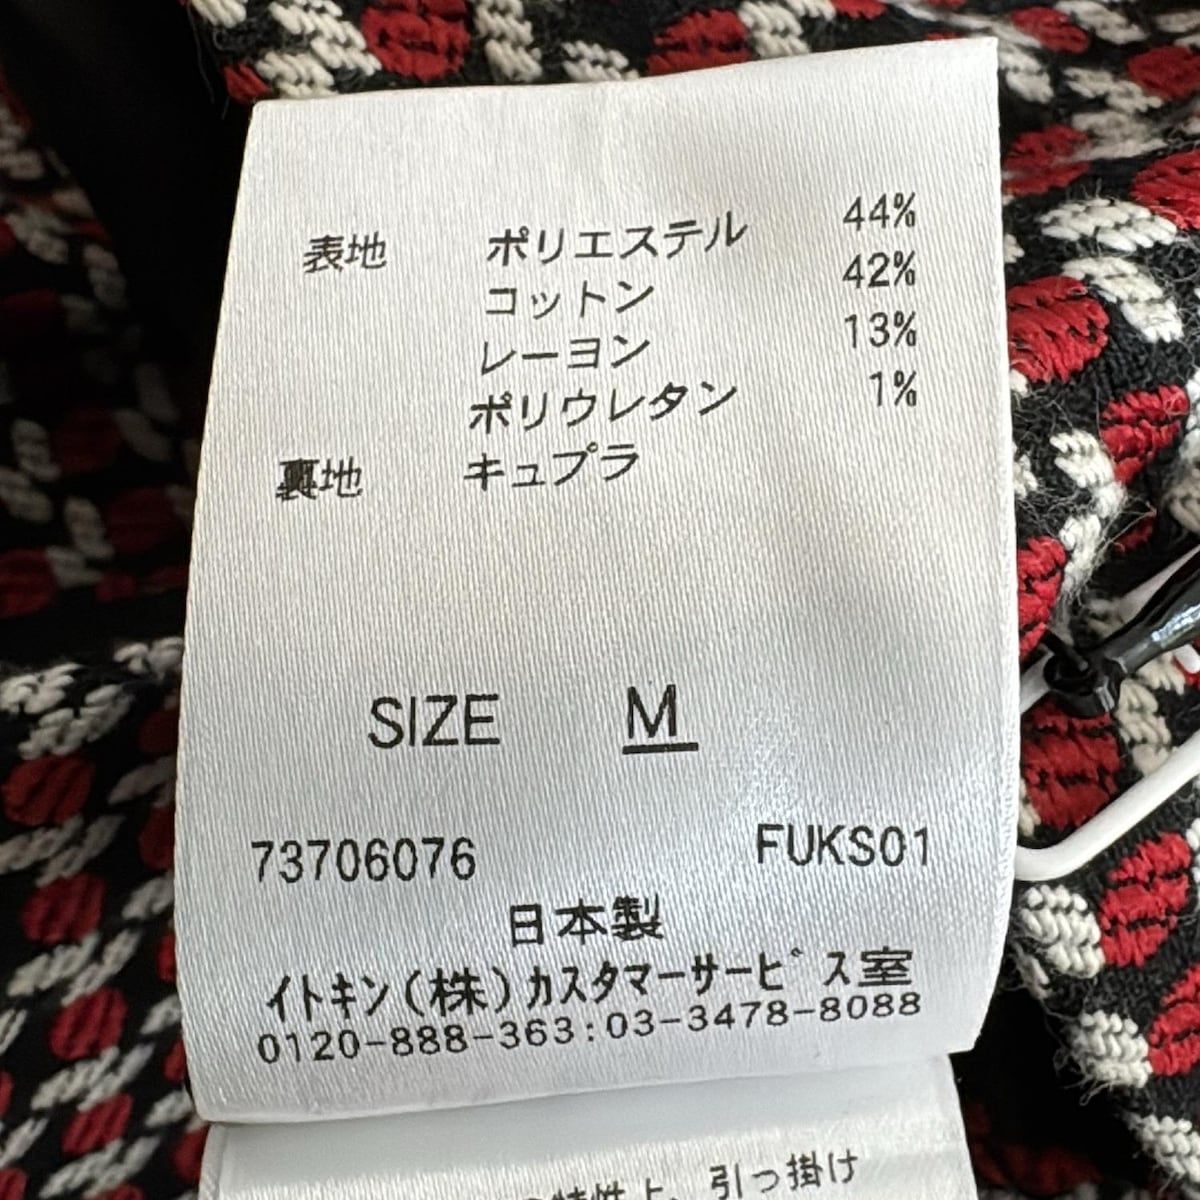 表地 ポリエステル 44%
コットン 42%
レーヨン 13%
ポリウレタン 1%
裏地 キュプラ
SIZE M
73706076 FUKS01
日本製
イトキン(株)カスタマーサービス室
0120-888-363:03-3478-8088
特性上、引っ掛け